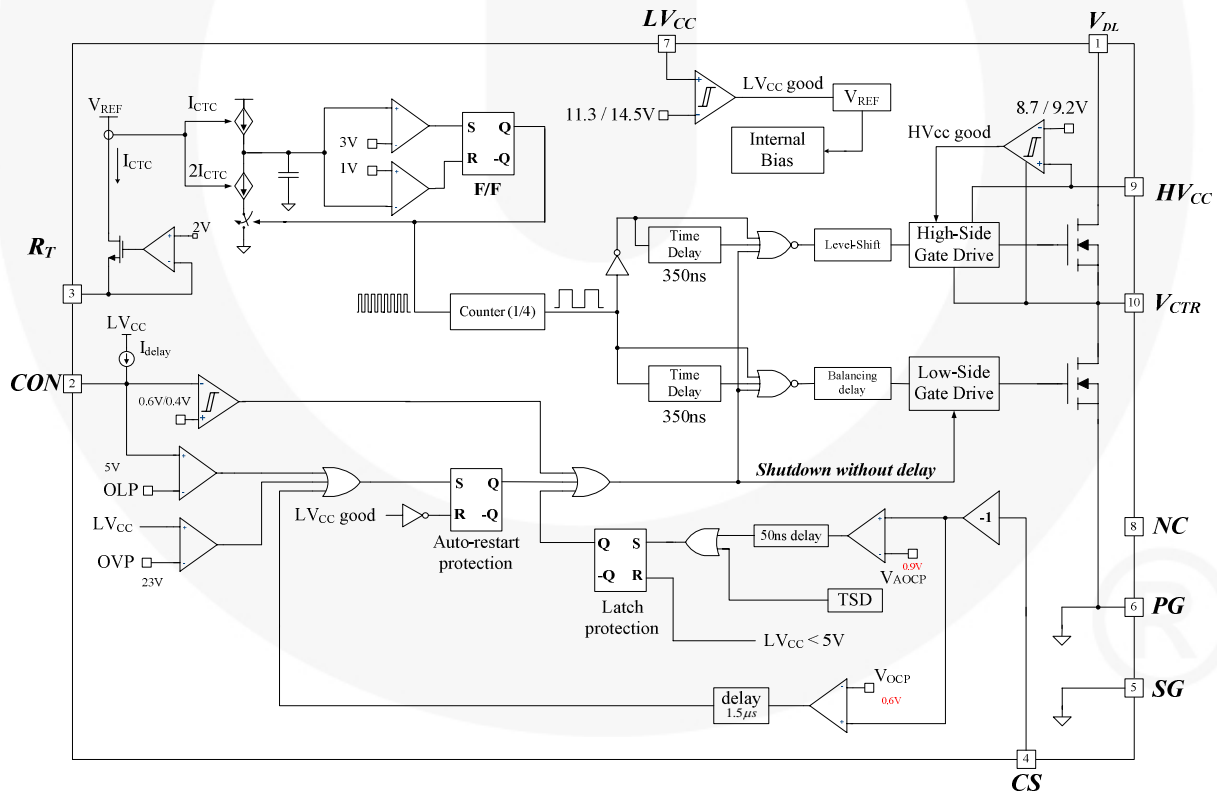 LVCC
VDL
7
1
VREF
ICTC
ICTC
2ICTC
3V
1V
S
Q
R
-Q
F/F
LVCC good
VREF
11.3 / 14.5V
Internal
Bias
8.7 / 9.2V
HVcc good
9
HVCC
RT
2V
3
Time
Delay
350ns
Level-Shift
High-Side
Gate Drive
Counter (1/4)
10
VCTR
LVCC
Idelay
CON
2
0.6V/0.4V
Time
Delay
350ns
Balancing
delay
Low-Side
Gate Drive
5V
OLP
LVCC
OVP
23V
LVCC good
S
Q
R
-Q
Auto-restart
protection
Shutdown without delay
Q
S
-Q
R
Latch
protection
50ns delay
0.9V
VAOCP
-1
TSD
LVCC < 5V
8
NC
6
PG
5
SG
delay
1.5μs
VOCP
0.6V
4
CS
®